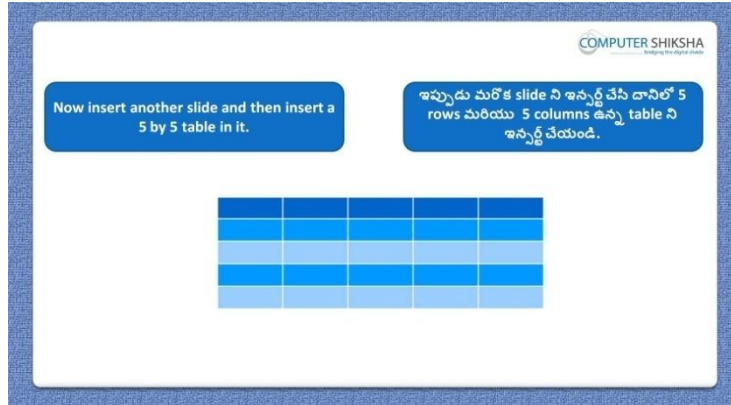 COMPUTER SHIKSHA
Bridging the digital divide
Now insert another slide and then insert a
5 by 5 table in it.
ఇప్పుడు మరొక slide ని ఇన్సర్ట్ చేసి దానిలో 5
rows మరియు 5 columns ఉన్న table ని
ఇన్సర్ట్ చేయండి.